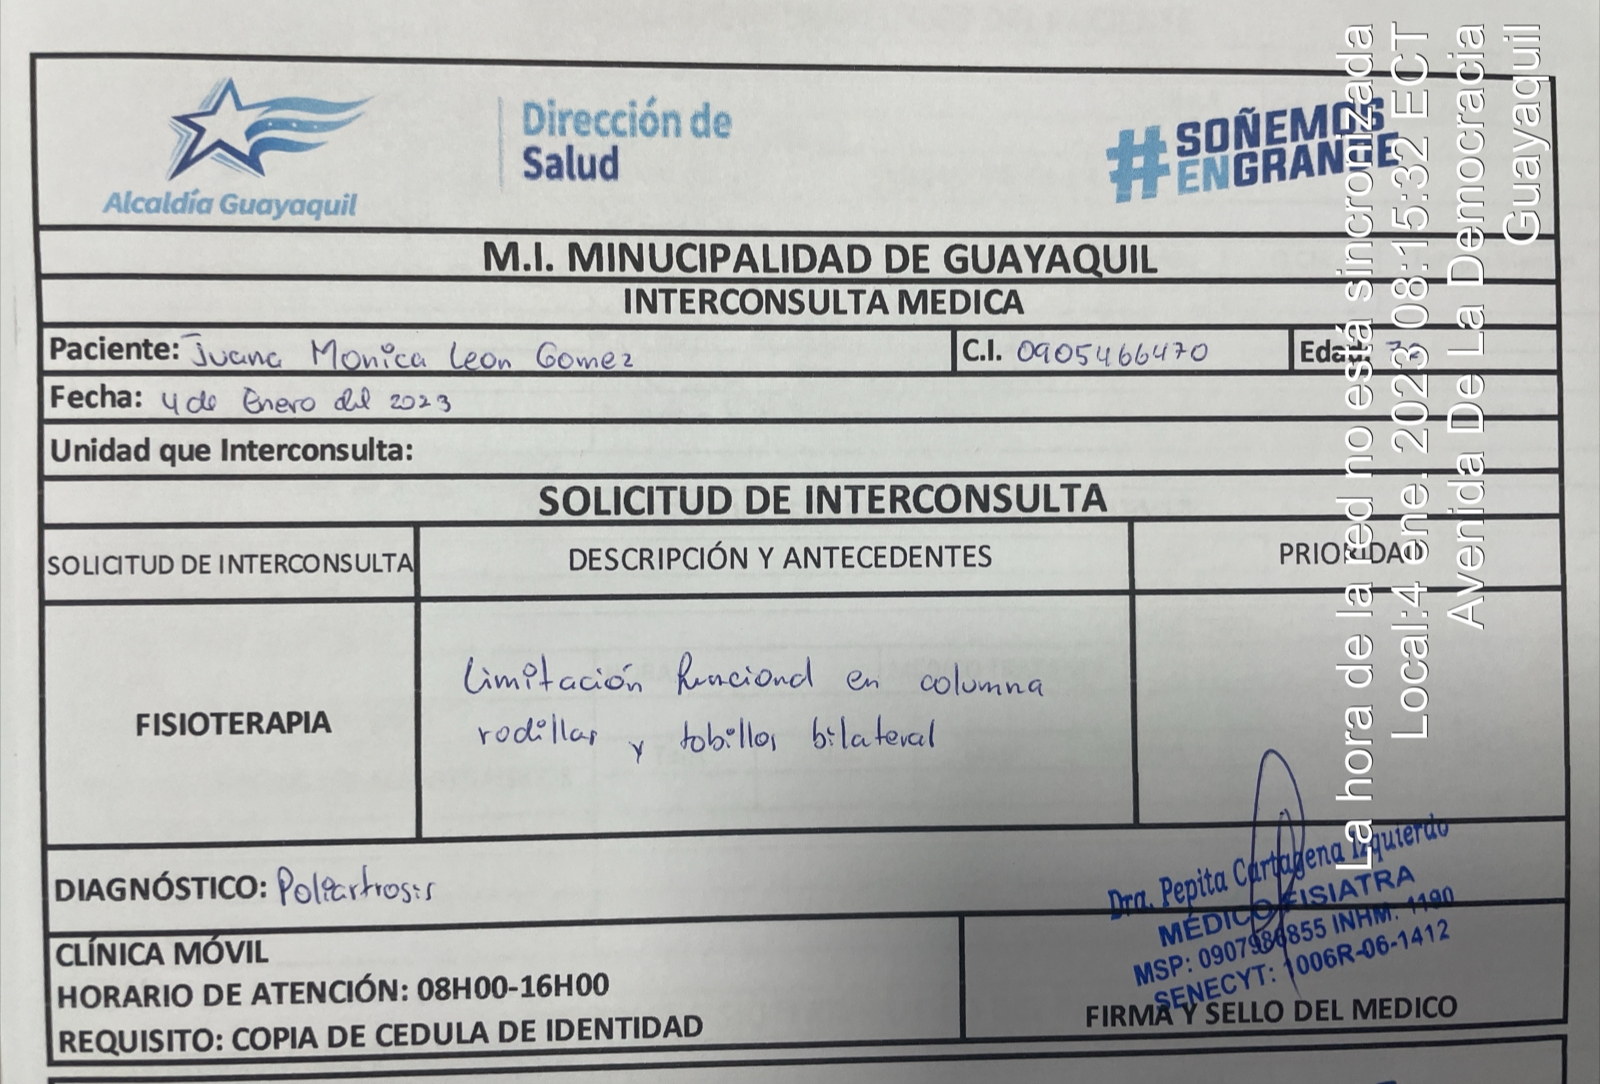 Alcaldía Guayaquil
Dirección de
Salud
#SOÑEMOS
ENGRANDE
M.I. MINUCIPALIDAD DE GUAYAQUIL
INTERCONSULTA MEDICA
Paciente: Juana Monica Leon Gomez C.I. 0905466470 Edad:
Fecha: 4 de Enero del 2023
Unidad que Interconsulta:
SOLICITUD DE INTERCONSULTA
SOLICITUD DE INTERCONSULTA DESCRIPCIÓN Y ANTECEDENTES PRIORIDAD
FISIOTERAPIA
Limitación funcional en columna
rodillas y tobillos bilateral
DIAGNÓSTICO: Poliartrosis
Dra. Pepita Cartagena Izquierdo
MÉDICO FISIATRA
MSP: 0907986855 INHM: 1190
SENECYT: 1006R-06-1412
CLÍNICA MÓVIL
HORARIO DE ATENCIÓN: 08H00-16H00
REQUISITO: COPIA DE CEDULA DE IDENTIDAD
FIRMA Y SELLO DEL MEDICO
La hora de la red no está sincronizada
Local:4 ene. 2023 08:15:32 ECT
Avenida De La Democracia
Guayaquil